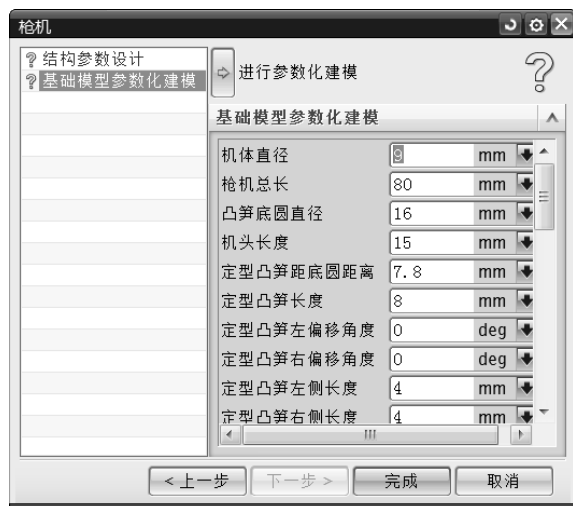 枪机
结构参数设计
基础模型参数化建模
进行参数化建模
基础模型参数化建模
机体直径 9 mm
枪机总长 80 mm
凸笋底圆直径 16 mm
机头长度 15 mm
定型凸笋距底圆距离 7.8 mm
定型凸笋长度 8 mm
定型凸笋左偏移角度 0 deg
定型凸笋右偏移角度 0 deg
定型凸笋左侧长度 4 mm
定型凸笋右侧长度 4 mm
<上一步 下一步> 完成 取消